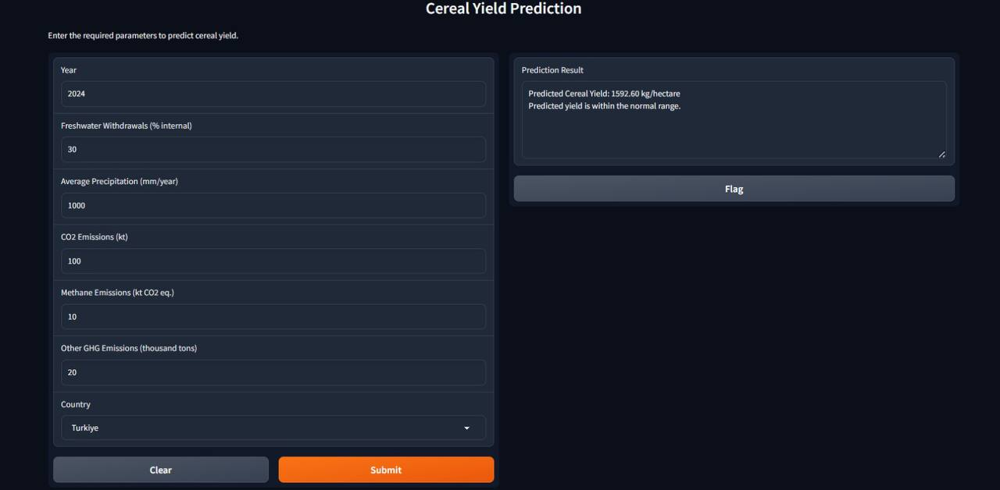 Cereal Yield Prediction
Enter the required parameters to predict cereal yield.
Year
2024
Freshwater Withdrawals (% internal)
30
Average Precipitation (mm/year)
1000
CO2 Emissions (kt)
100
Methane Emissions (kt CO2 eq.)
10
Other GHG Emissions (thousand tons)
20
Country
Turkiye
Clear
Submit
Prediction Result
Predicted Cereal Yield: 1592.60 kg/hectare
Predicted yield is within the normal range.
Flag